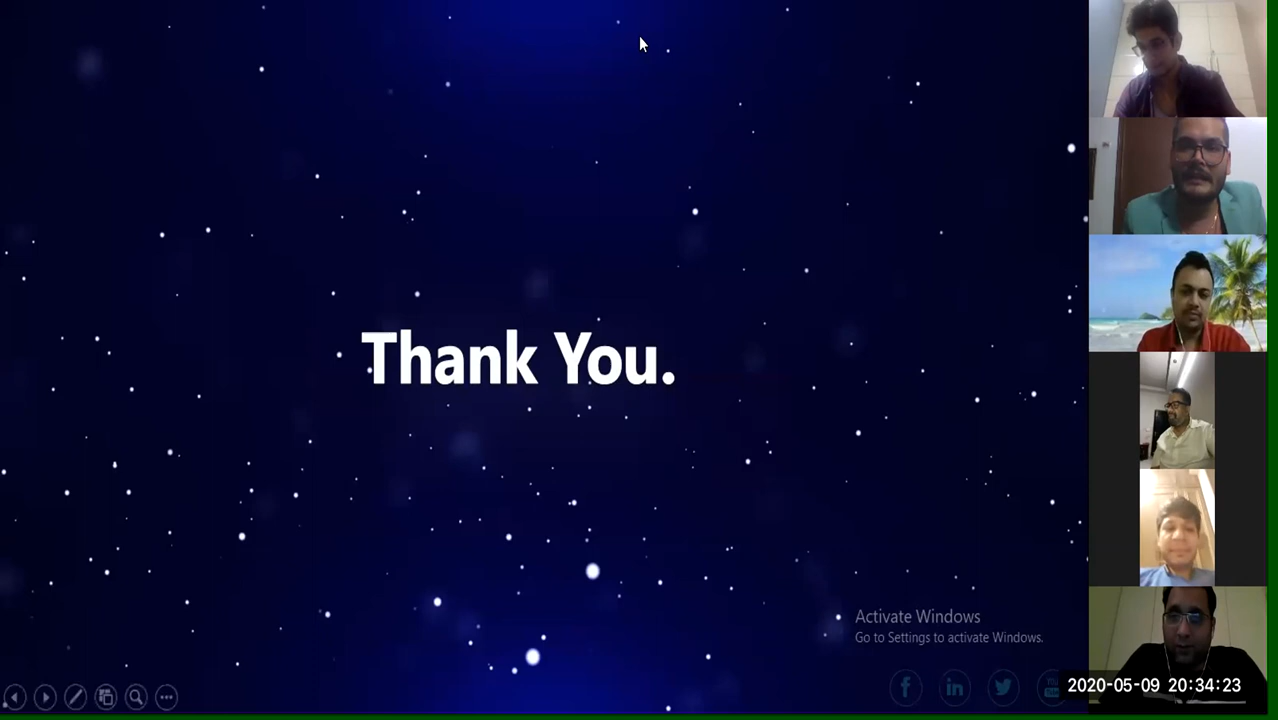 Thank You.
Activate Windows
Go to Settings to activate Windows.
2020-05-09 20:34:23